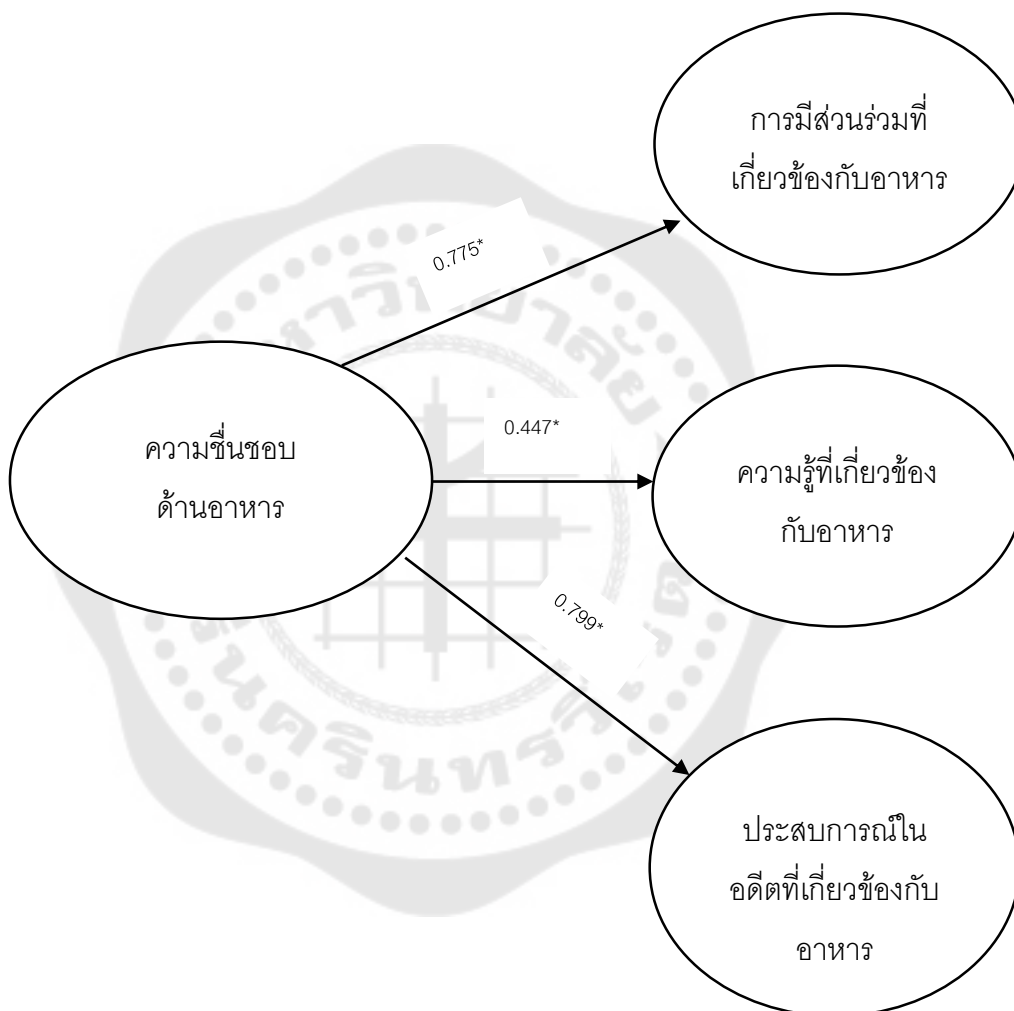 การมีส่วนร่วมที่
เกี่ยวข้องกับอาหาร
0.775*
ความชื่นชอบ
ด้านอาหาร
0.447*
ความรู้ที่เกี่ยวข้อง
กับอาหาร
0.799*
ประสบการณ์ใน
อดีตที่เกี่ยวข้องกับ
อาหาร